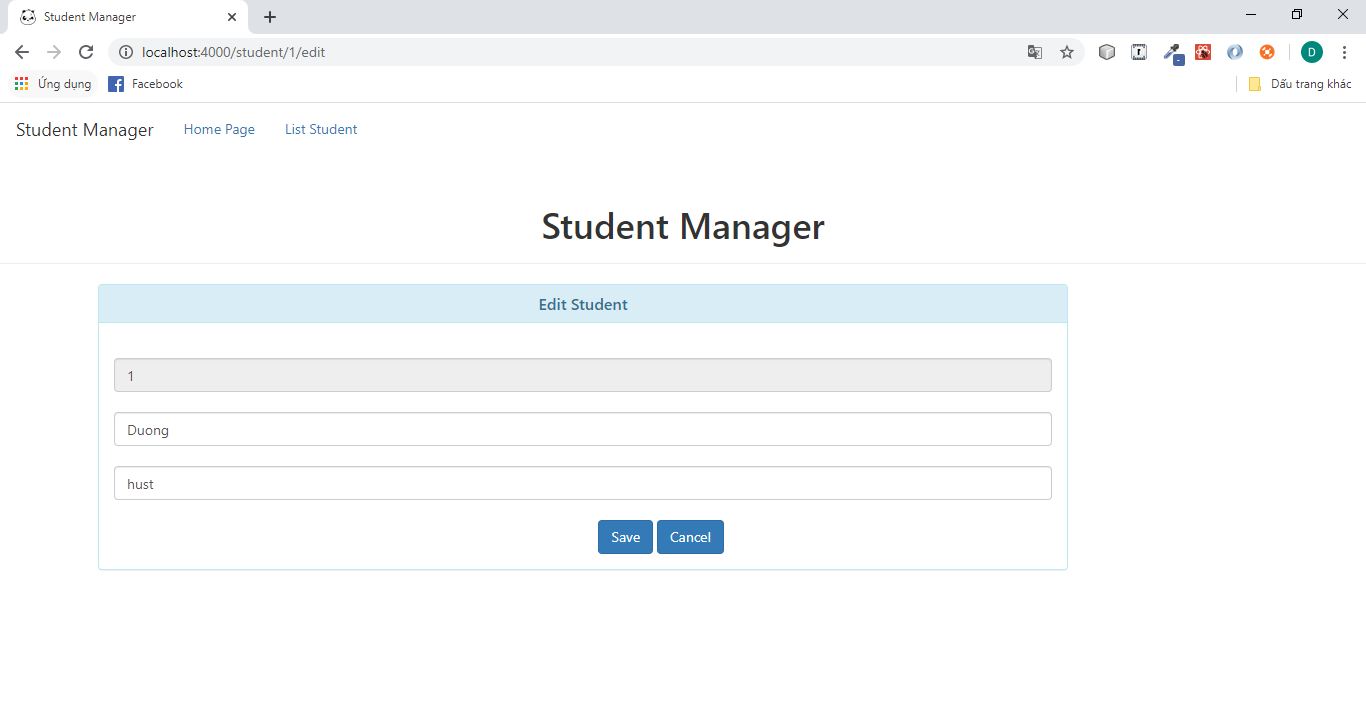 Student Manager
localhost:4000/student/1/edit
D
Ứng dụng
Facebook
Dấu trang khác
Student Manager
Home Page
List Student
Student Manager
Edit Student
1
Duong
hust
Save
Cancel